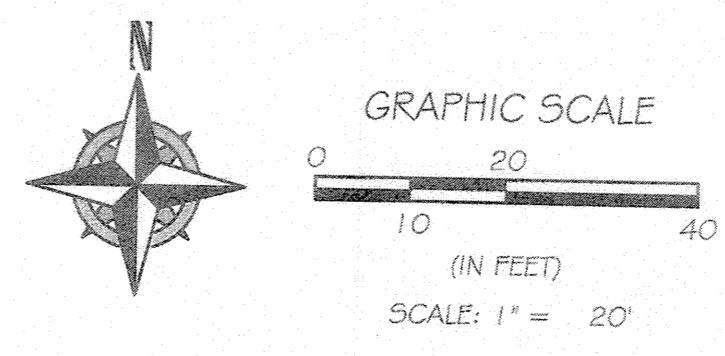 N
GRAPHIC SCALE
0 20
10 40
(IN FEET)
SCALE: 1" = 20'